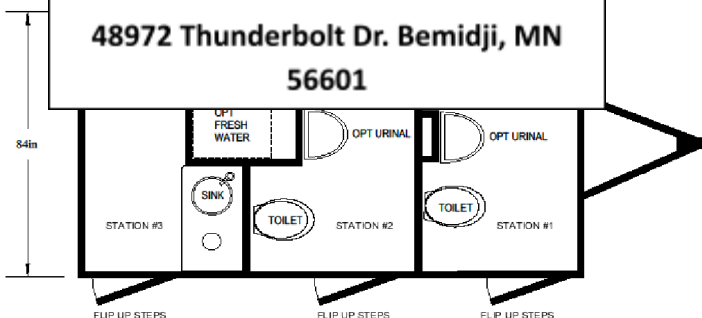 48972 Thunderbolt Dr. Bemidji, MN
56601
OPT
FRESH
WATER
OPT URINAL
OPT URINAL
84in
SINK
TOILET
TOILET
STATION #3
STATION #2
STATION #1
FLIP UP STEPS
FLIP UP STEPS
FLIP UP STEPS